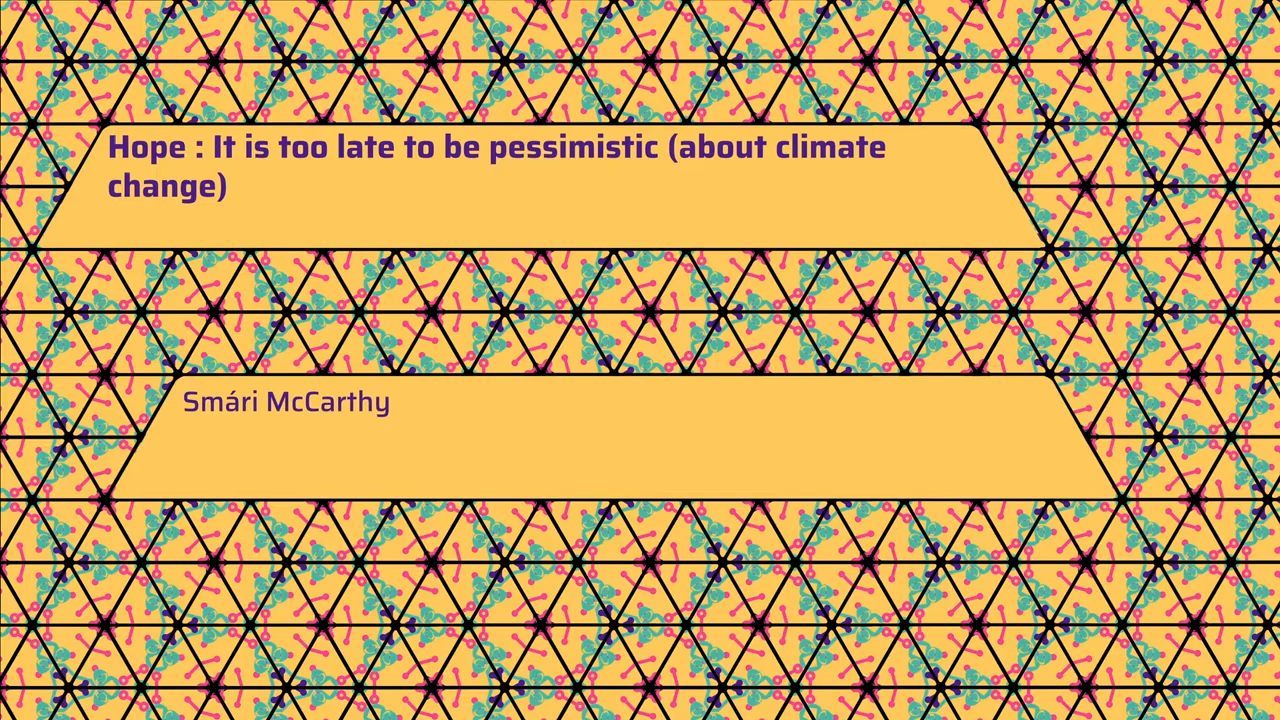 Hope : It is too late to be pessimistic (about climate
change)
Smári McCarthy